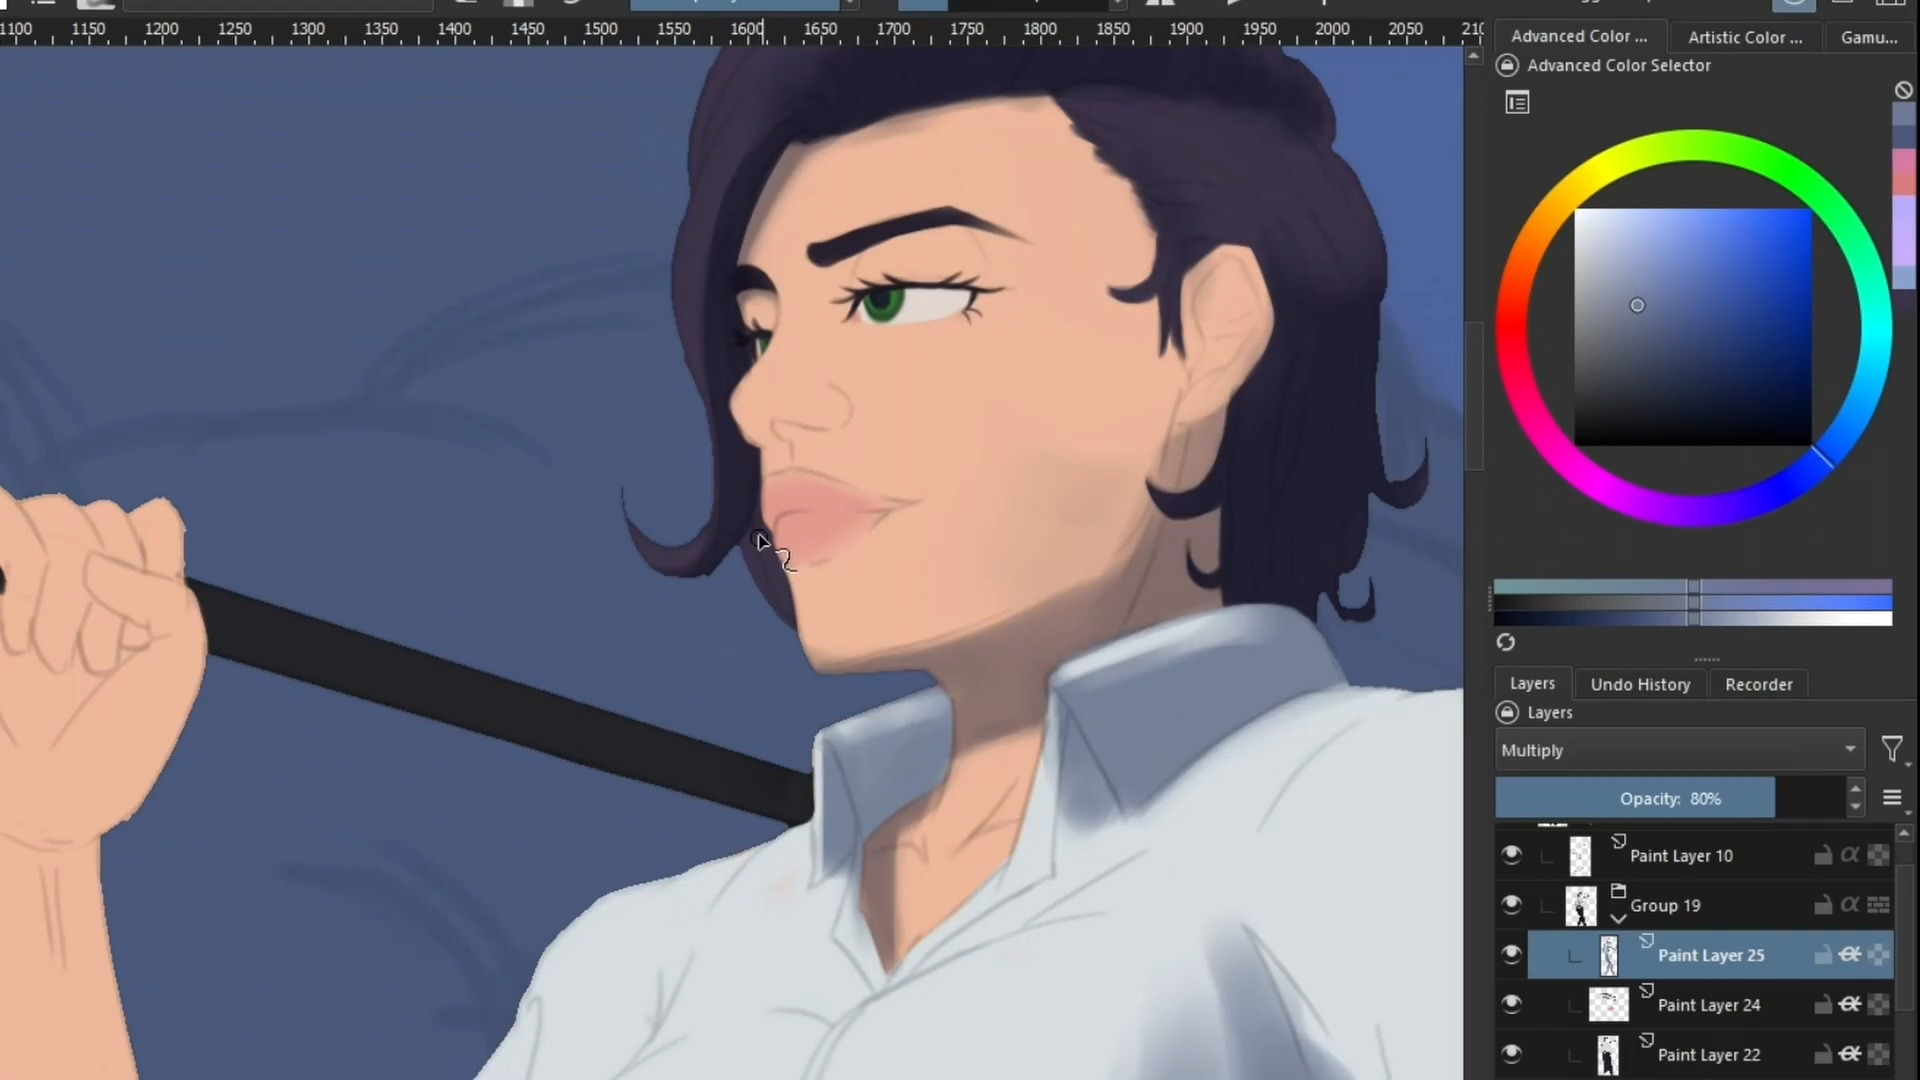 1100 1150 1200 1250 1300 1350 1400 1450 1500 1550 1600 1650 1700 1750 1800 1850 1900 1950 2000 2050
Advanced Color ... Artistic Color ... Gamu...
Advanced Color Selector
Layers Undo History Recorder
Layers
Multiply
Opacity: 80%
Paint Layer 10
Group 19
Paint Layer 25
Paint Layer 24
Paint Layer 22